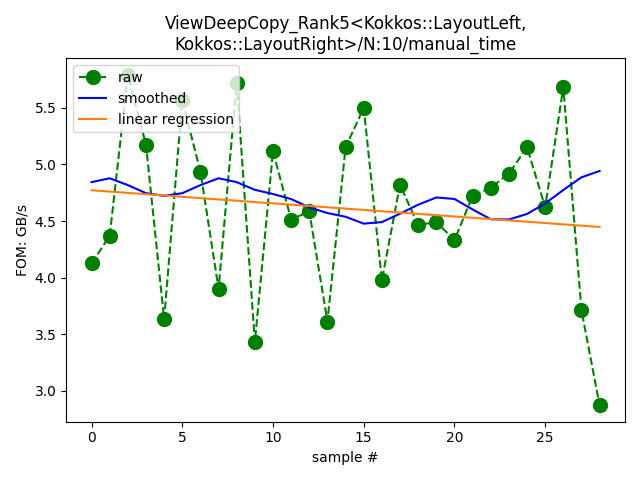 ViewDeepCopy_Rank5<Kokkos::LayoutLeft,
Kokkos::LayoutRight>/N:10/manual_time
raw
smoothed
linear regression
FOM: GB/s
5.5
5.0
4.5
4.0
3.5
3.0
0 5 10 15 20 25
sample #